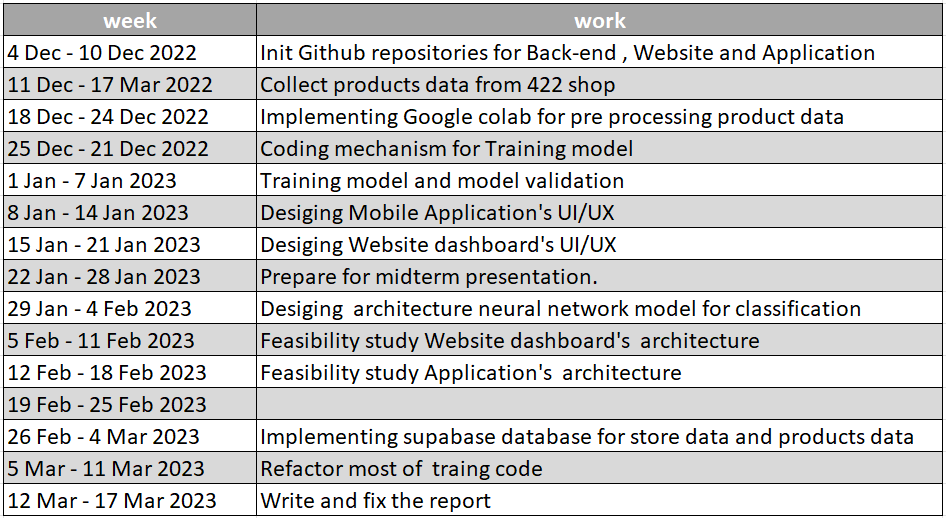 week work
4 Dec - 10 Dec 2022 Init Github repositories for Back-end , Website and Application
11 Dec - 17 Mar 2022 Collect products data from 422 shop
18 Dec - 24 Dec 2022 Implementing Google colab for pre processing product data
25 Dec - 21 Dec 2022 Coding mechanism for Training model
1 Jan - 7 Jan 2023 Training model and model validation
8 Jan - 14 Jan 2023 Desiging Mobile Application's UI/UX
15 Jan - 21 Jan 2023 Desiging Website dashboard's UI/UX
22 Jan - 28 Jan 2023 Prepare for midterm presentation.
29 Jan - 4 Feb 2023 Desiging  architecture neural network model for classification
5 Feb - 11 Feb 2023 Feasibility study Website dashboard's  architecture
12 Feb - 18 Feb 2023 Feasibility study Application's  architecture
19 Feb - 25 Feb 2023
26 Feb - 4 Mar 2023 Implementing supabase database for store data and products data
5 Mar - 11 Mar 2023 Refactor most of  traing code
12 Mar - 17 Mar 2023 Write and fix the report